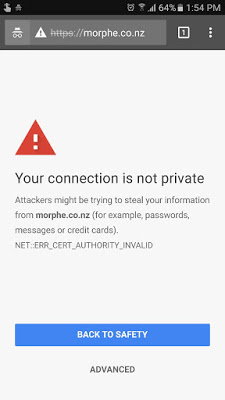 64% 1:54 PM
https://morphe.co.nz 1
Your connection is not private
Attackers might be trying to steal your information
from morphe.co.nz (for example, passwords,
messages or credit cards).
NET::ERR_CERT_AUTHORITY_INVALID
BACK TO SAFETY
ADVANCED